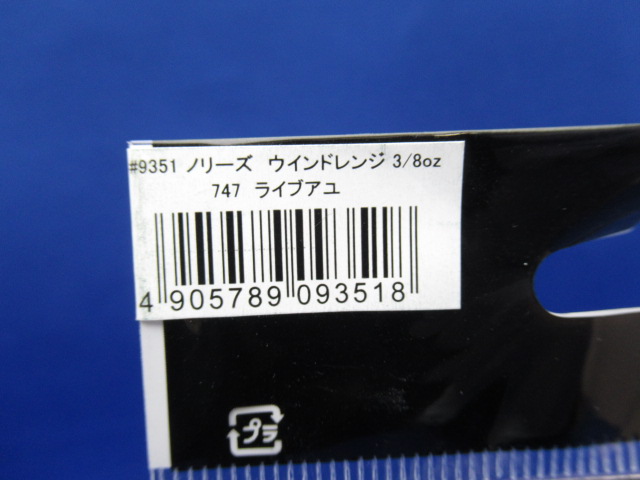 #9351 ノリーズ ウインドレンジ 3/8oz
747 ライブアユ
4 905789 093518
プラ